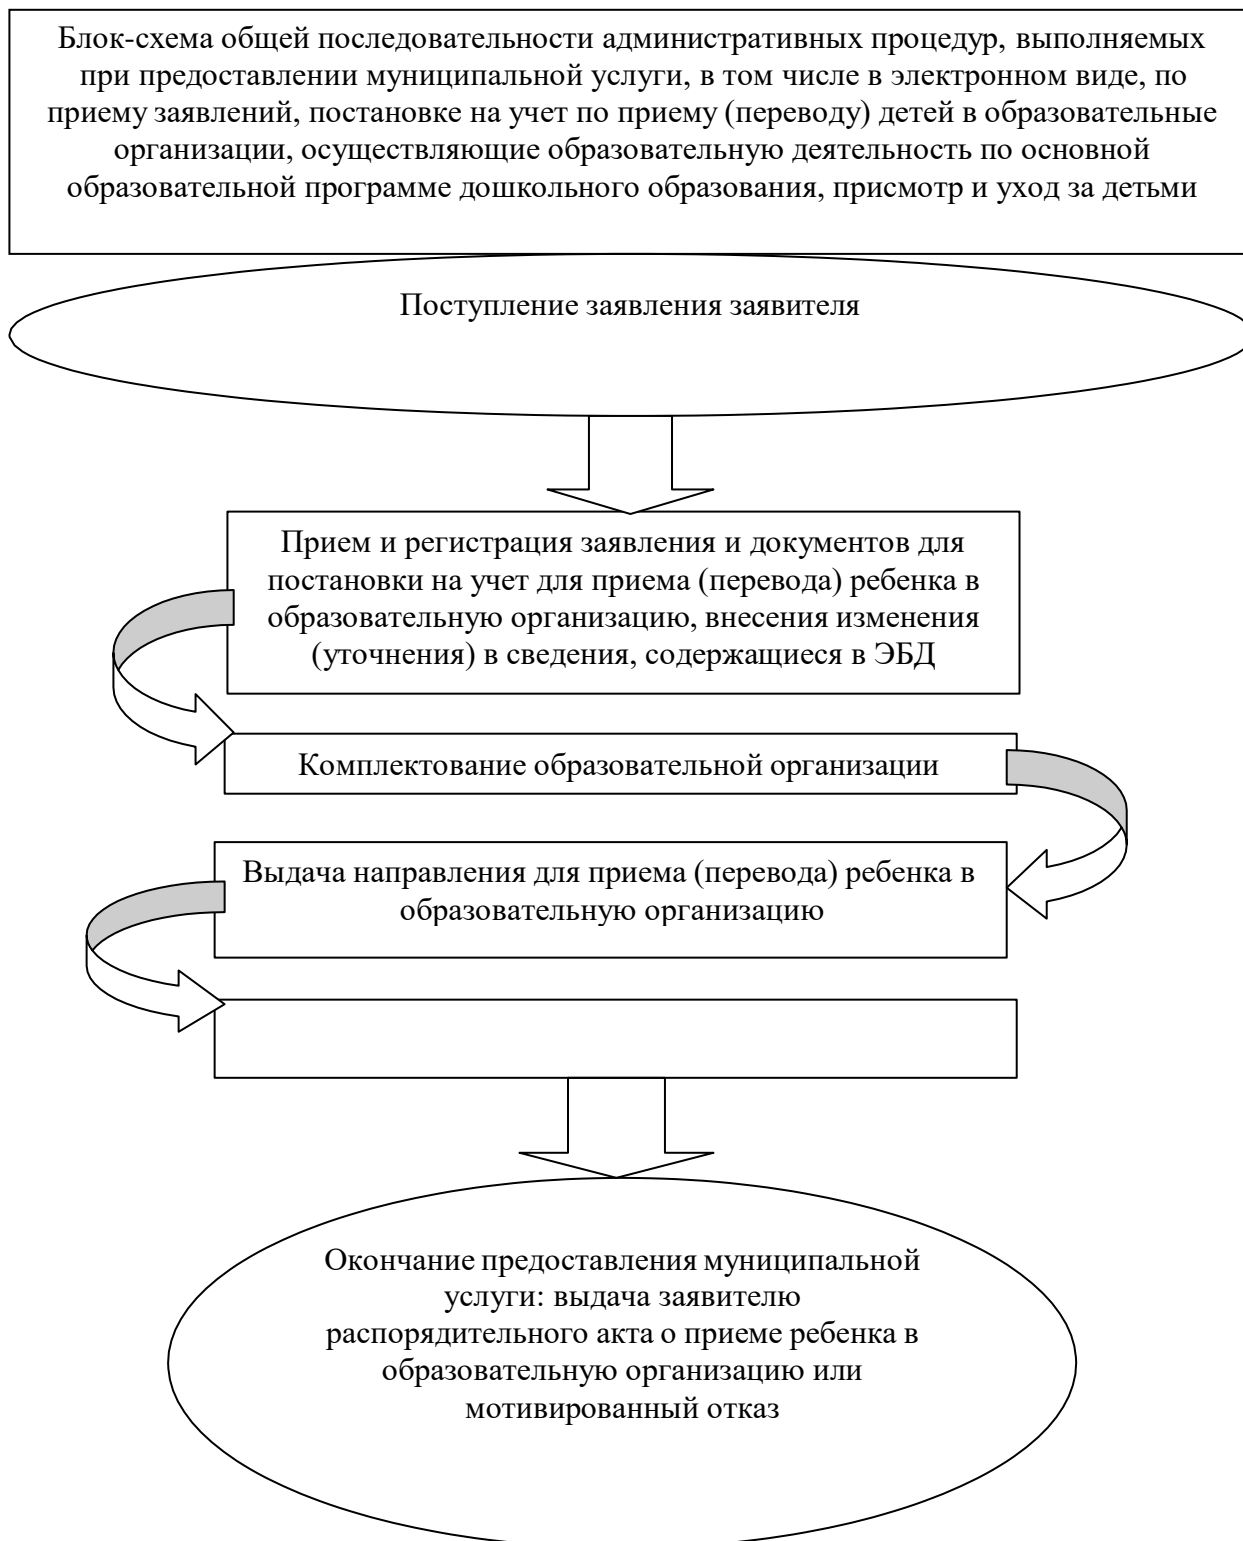 Блок-схема общей последовательности административных процедур, выполняемых
при предоставлении муниципальной услуги, в том числе в электронном виде, по
приему заявлений, постановке на учет по приему (переводу) детей в образовательные
организации, осуществляющие образовательную деятельность по основной
образовательной программе дошкольного образования, присмотр и уход за детьми
Поступление заявления заявителя
Прием и регистрация заявления и документов для
постановки на учет для приема (перевода) ребенка в
образовательную организацию, внесения изменения
(уточнения) в сведения, содержащиеся в ЭБД
Комплектование образовательной организации
Выдача направления для приема (перевода) ребенка в
образовательную организацию
Окончание предоставления муниципальной
услуги: выдача заявителю
распорядительного акта о приеме ребенка в
образовательную организацию или
мотивированный отказ